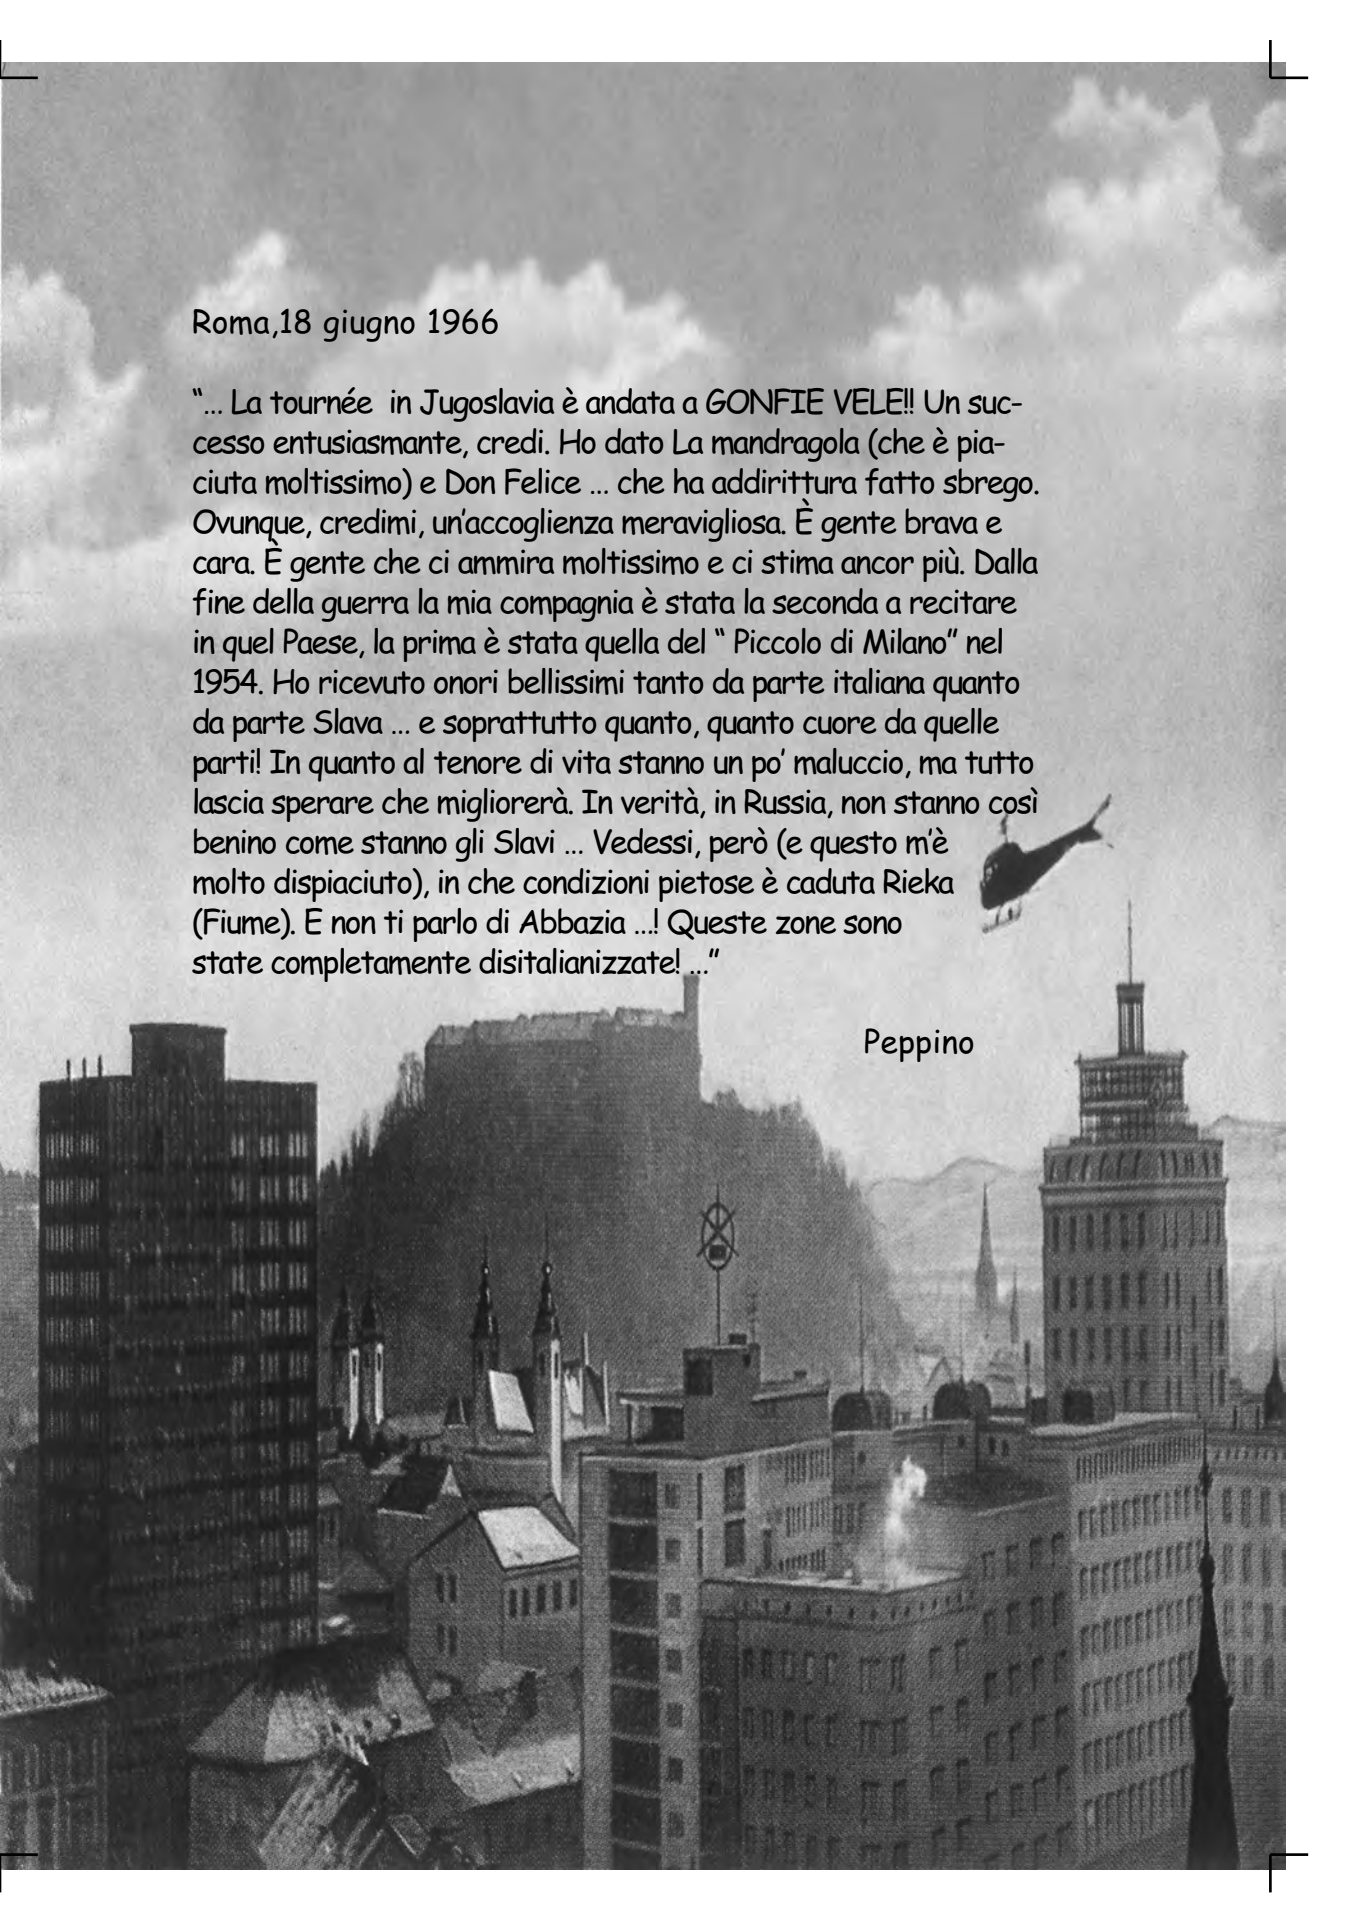 Roma,18 giugno 1966
“... La tournée  in Jugoslavia è andata a GONFIE VELE!! Un suc-
cesso entusiasmante, credi. Ho dato La mandragola (che è pia-
ciuta moltissimo) e Don Felice ... che ha addirittura fatto sbrego.
Ovunque, credimi, un’accoglienza meravigliosa. È gente brava e
cara. È gente che ci ammira moltissimo e ci stima ancor più. Dalla
fine della guerra la mia compagnia è stata la seconda a recitare
in quel Paese, la prima è stata quella del “ Piccolo di Milano” nel
1954. Ho ricevuto onori bellissimi tanto da parte italiana quanto
da parte Slava ... e soprattutto quanto, quanto cuore da quelle
parti! In quanto al tenore di vita stanno un po’ maluccio, ma tutto
lascia sperare che migliorerà. In verità, in Russia, non stanno così
benino come stanno gli Slavi ... Vedessi, però (e questo m’è
molto dispiaciuto), in che condizioni pietose è caduta Rieka
(Fiume). E non ti parlo di Abbazia ...! Queste zone sono
state completamente disitalianizzate! ...”
Peppino